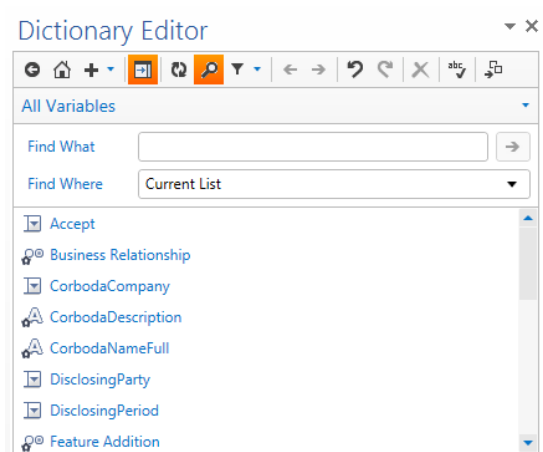 Dictionary Editor
abc
All Variables
Find What
Find Where Current List
Accept
Business Relationship
CorbodaCompany
CorbodaDescription
CorbodaNameFull
DisclosingParty
DisclosingPeriod
Feature Addition